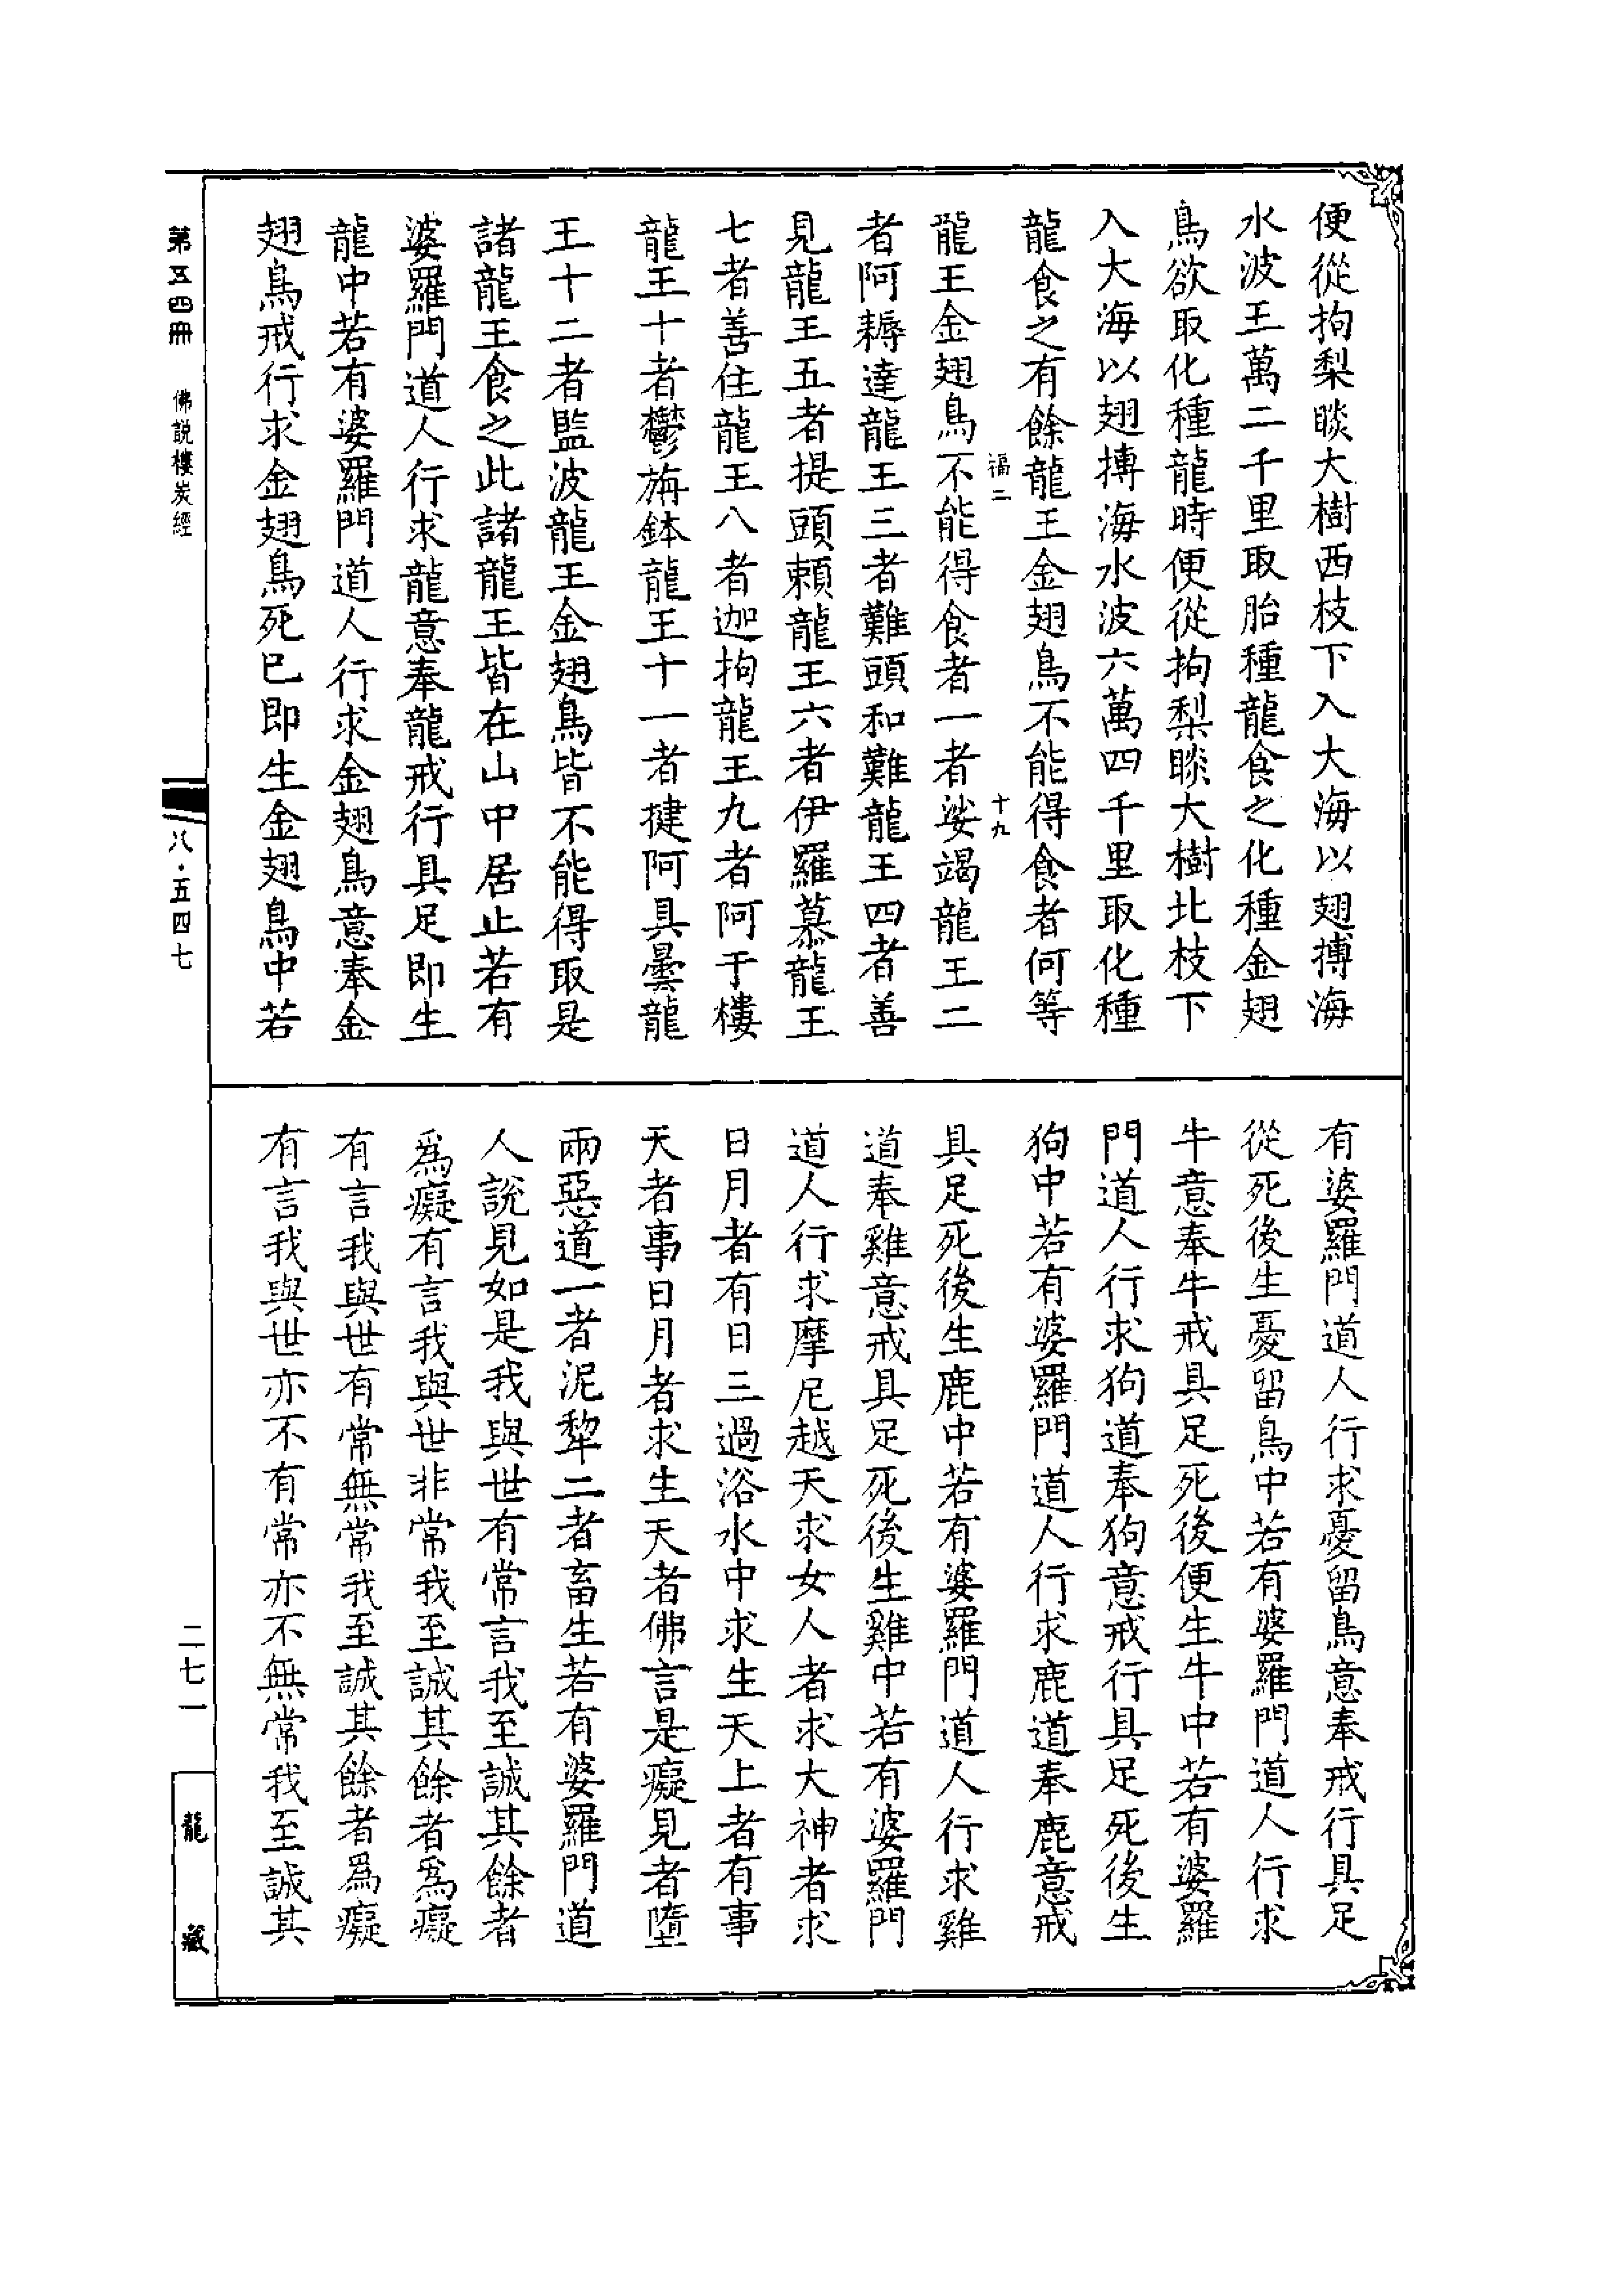 便從拘梨睒大樹西枝下入大海以翅搏海
水波王萬二千里取胎種龍食之化種金翅
鳥欲取化種龍時便從拘梨睒大樹北枝下
入大海以翅搏海水波六萬四千里取化種
龍食之有餘龍王金翅鳥不能得食者何等
福二
十九
龍王金翅鳥不能得食者一者娑竭龍王二
者阿耨達龍王三者難頭和難龍王四者善
見龍王五者提頭賴龍王六者伊羅慕龍王
七者善住龍王八者迦拘龍王九者阿于樓
龍王十者鬱旃鉢龍王十一者揵阿具曇龍
王十二者監波龍王金翅鳥皆不能得取是
諸龍王食之此諸龍王皆在山中居止若有
婆羅門道人行求龍意奉龍戒行具足即生
龍中若有婆羅門道人行求金翅鳥意奉金
翅鳥戒行求金翅鳥死已即生金翅鳥中若
有婆羅門道人行求憂留鳥意奉戒行具足
從死後生憂留鳥中若有婆羅門道人行求
牛意奉牛戒具足死後便生牛中若有婆羅
門道人行求狗道奉狗意戒行具足死後生
狗中若有婆羅門道人行求鹿道奉鹿意戒
具足死後生鹿中若有婆羅門道人行求雞
道奉雞意戒具足死後生雞中若有婆羅門
道人行求摩尼越天求女人者求大神者求
日月者有日三過浴水中求生天上者有事
天者事日月者求生天者佛言是癡見者墮
兩惡道一者泥犂二者畜生若有婆羅門道
人說見如是我與世有常言我至誠其餘者
為癡有言我與世非常我至誠其餘者為癡
有言我與世有常無常我至誠其餘者為癡
有言我與世亦不有常亦不無常我至誠其
第五四冊
佛說樓炭經
八·五四七
二七一
龍藏